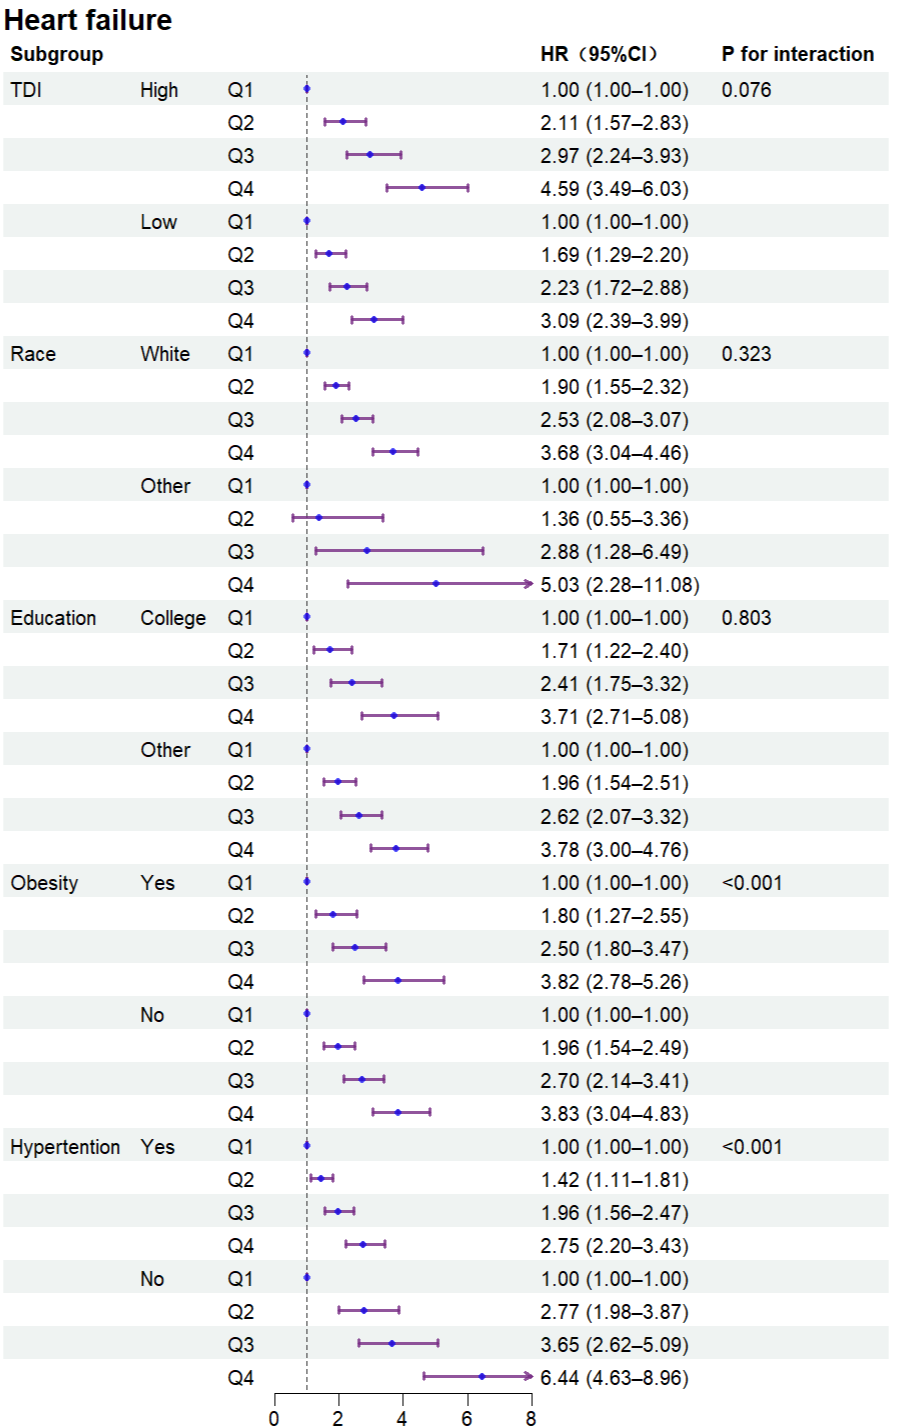 Heart failure
Subgroup HR（95%CI） P for interaction
TDI High Q1 1.00 (1.00–1.00) 0.076
Q2 2.11 (1.57–2.83)
Q3 2.97 (2.24–3.93)
Q4 4.59 (3.49–6.03)
Low Q1 1.00 (1.00–1.00)
Q2 1.69 (1.29–2.20)
Q3 2.23 (1.72–2.88)
Q4 3.09 (2.39–3.99)
Race White Q1 1.00 (1.00–1.00) 0.323
Q2 1.90 (1.55–2.32)
Q3 2.53 (2.08–3.07)
Q4 3.68 (3.04–4.46)
Other Q1 1.00 (1.00–1.00)
Q2 1.36 (0.55–3.36)
Q3 2.88 (1.28–6.49)
Q4 5.03 (2.28–11.08)
Education College Q1 1.00 (1.00–1.00) 0.803
Q2 1.71 (1.22–2.40)
Q3 2.41 (1.75–3.32)
Q4 3.71 (2.71–5.08)
Other Q1 1.00 (1.00–1.00)
Q2 1.96 (1.54–2.51)
Q3 2.62 (2.07–3.32)
Q4 3.78 (3.00–4.76)
Obesity Yes Q1 1.00 (1.00–1.00) <0.001
Q2 1.80 (1.27–2.55)
Q3 2.50 (1.80–3.47)
Q4 3.82 (2.78–5.26)
No Q1 1.00 (1.00–1.00)
Q2 1.96 (1.54–2.49)
Q3 2.70 (2.14–3.41)
Q4 3.83 (3.04–4.83)
Hypertention Yes Q1 1.00 (1.00–1.00) <0.001
Q2 1.42 (1.11–1.81)
Q3 1.96 (1.56–2.47)
Q4 2.75 (2.20–3.43)
No Q1 1.00 (1.00–1.00)
Q2 2.77 (1.98–3.87)
Q3 3.65 (2.62–5.09)
Q4 6.44 (4.63–8.96)
0 2 4 6 8